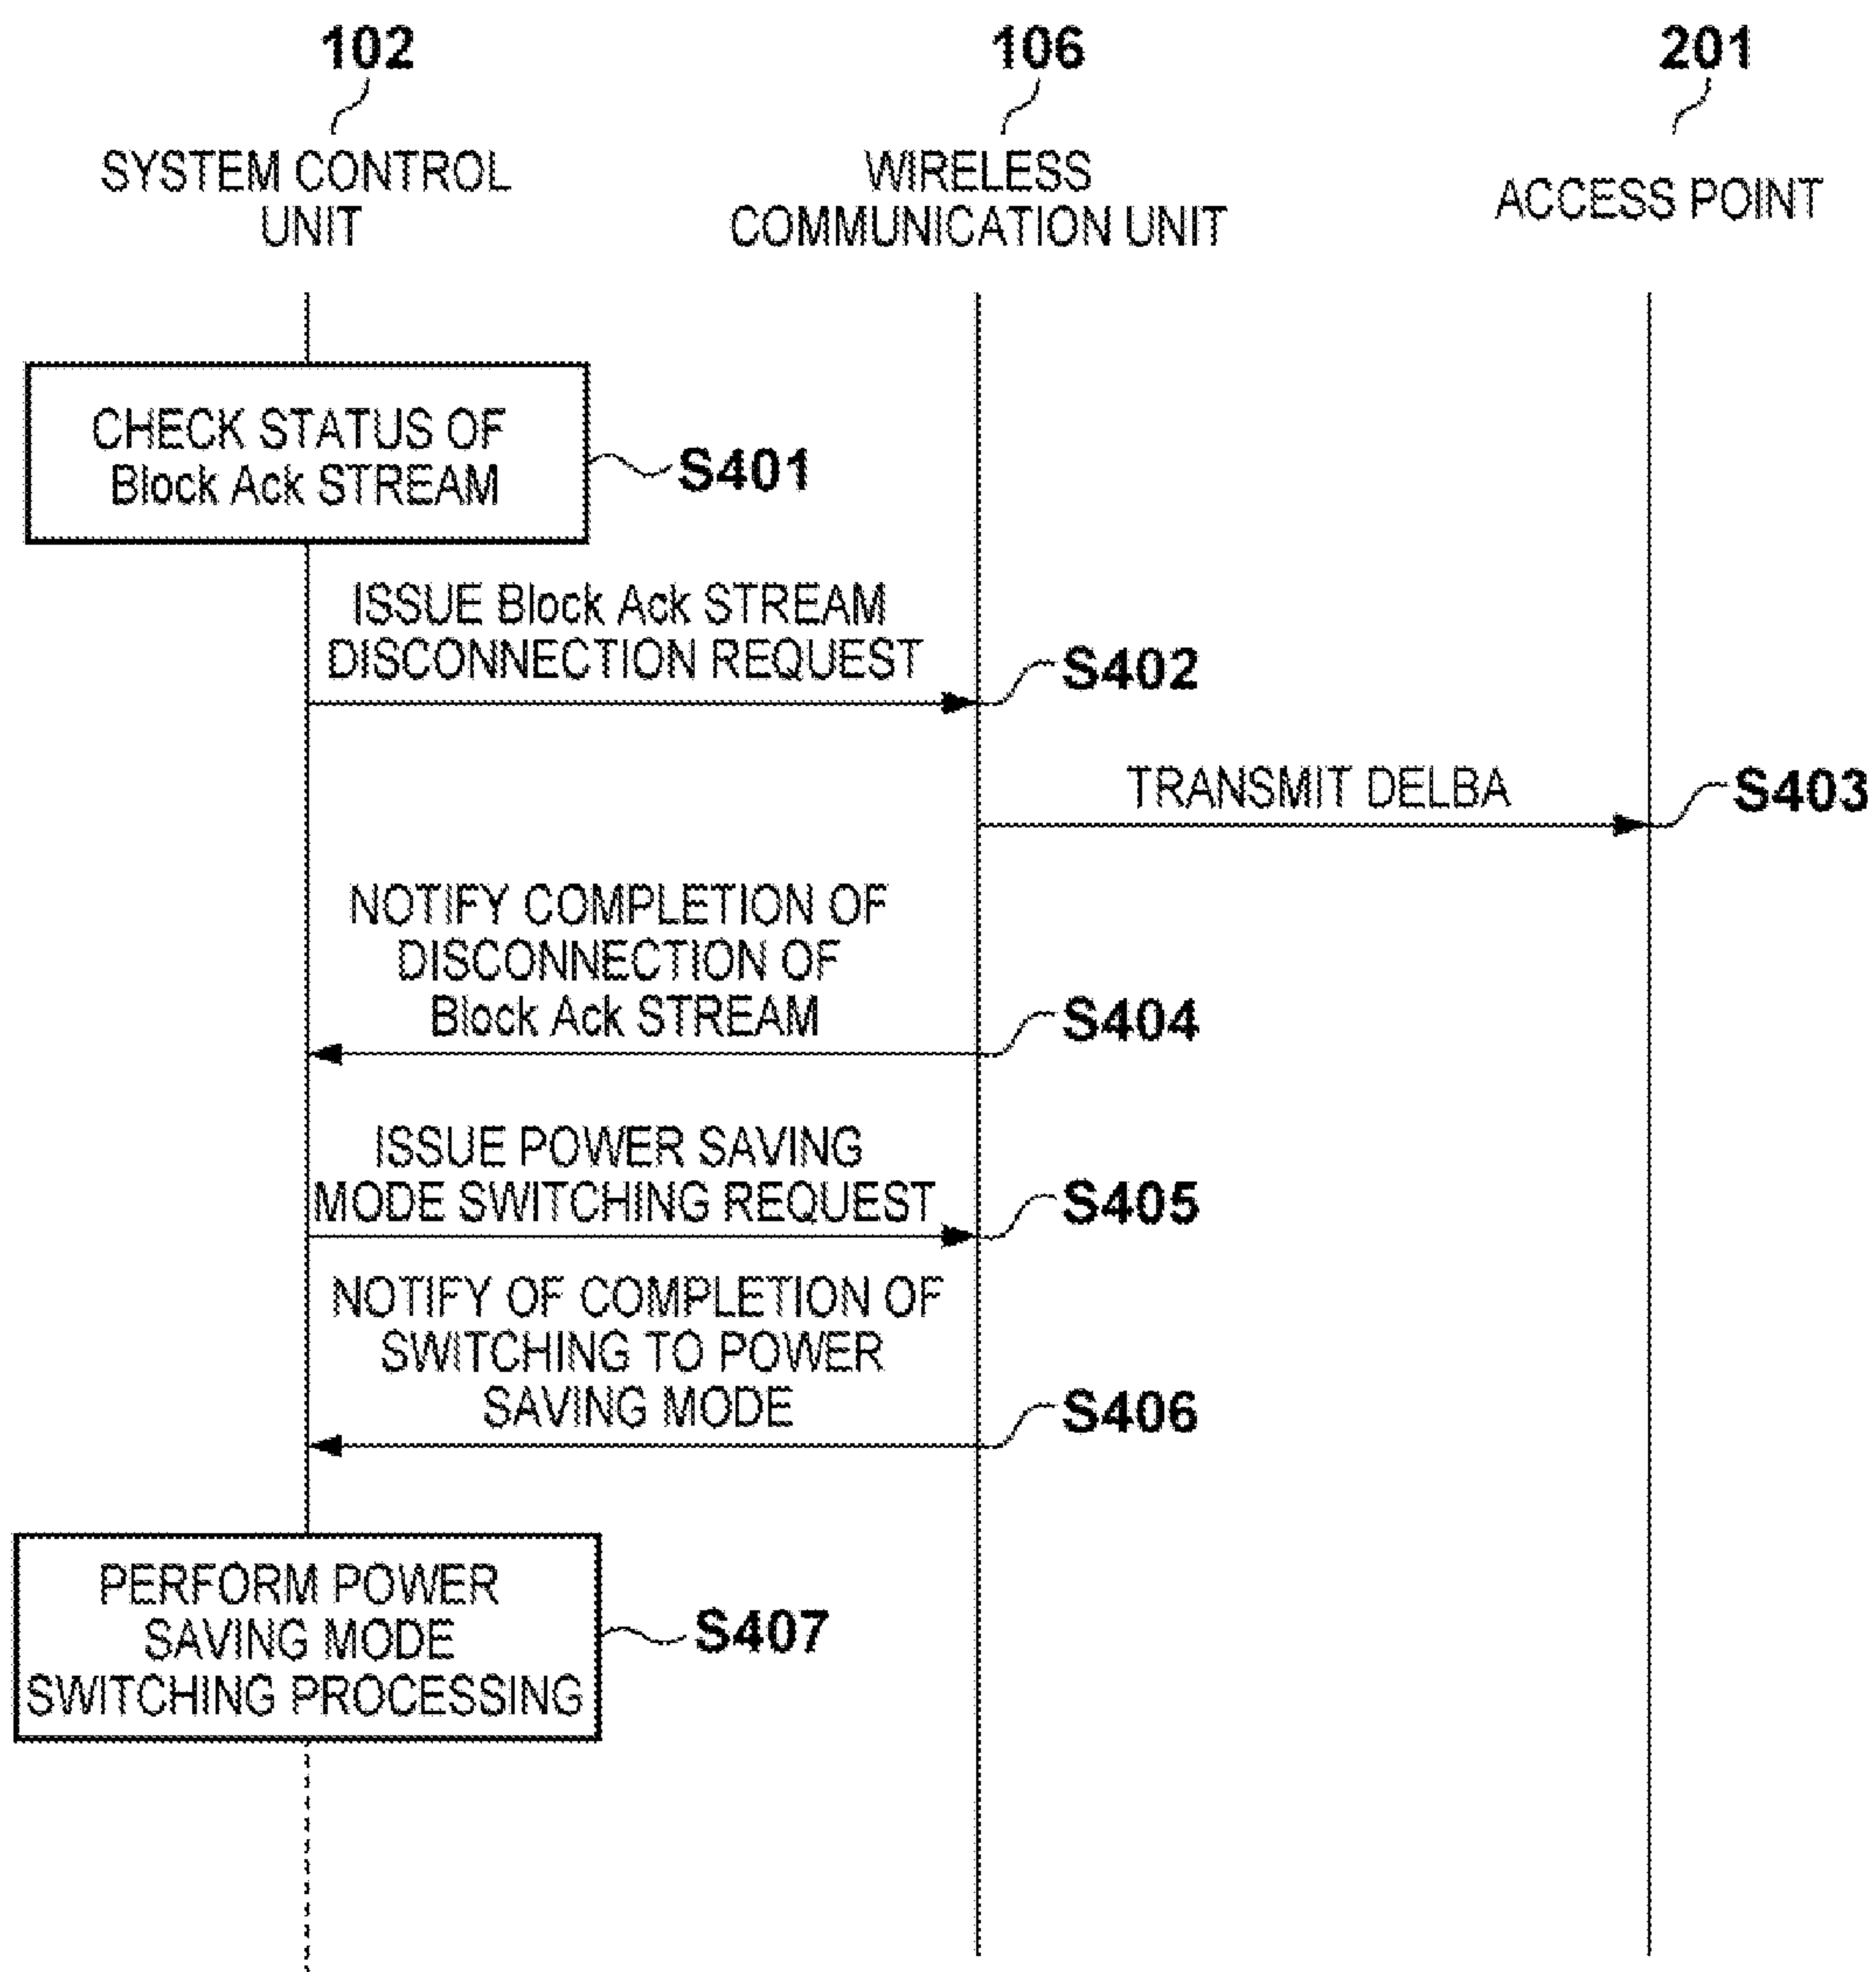 102
106
201
SYSTEM CONTROL
UNIT
WIRELESS
COMMUNICATION UNIT
ACCESS POINT
CHECK STATUS OF
Block Ack STREAM
S401
ISSUE Block Ack STREAM
DISCONNECTION REQUEST
S402
TRANSMIT DELBA
S403
NOTIFY COMPLETION OF
DISCONNECTION OF
Block Ack STREAM
S404
ISSUE POWER SAVING
MODE SWITCHING REQUEST
S405
NOTIFY OF COMPLETION OF
SWITCHING TO POWER
SAVING MODE
S406
PERFORM POWER
SAVING MODE
SWITCHING PROCESSING
S407